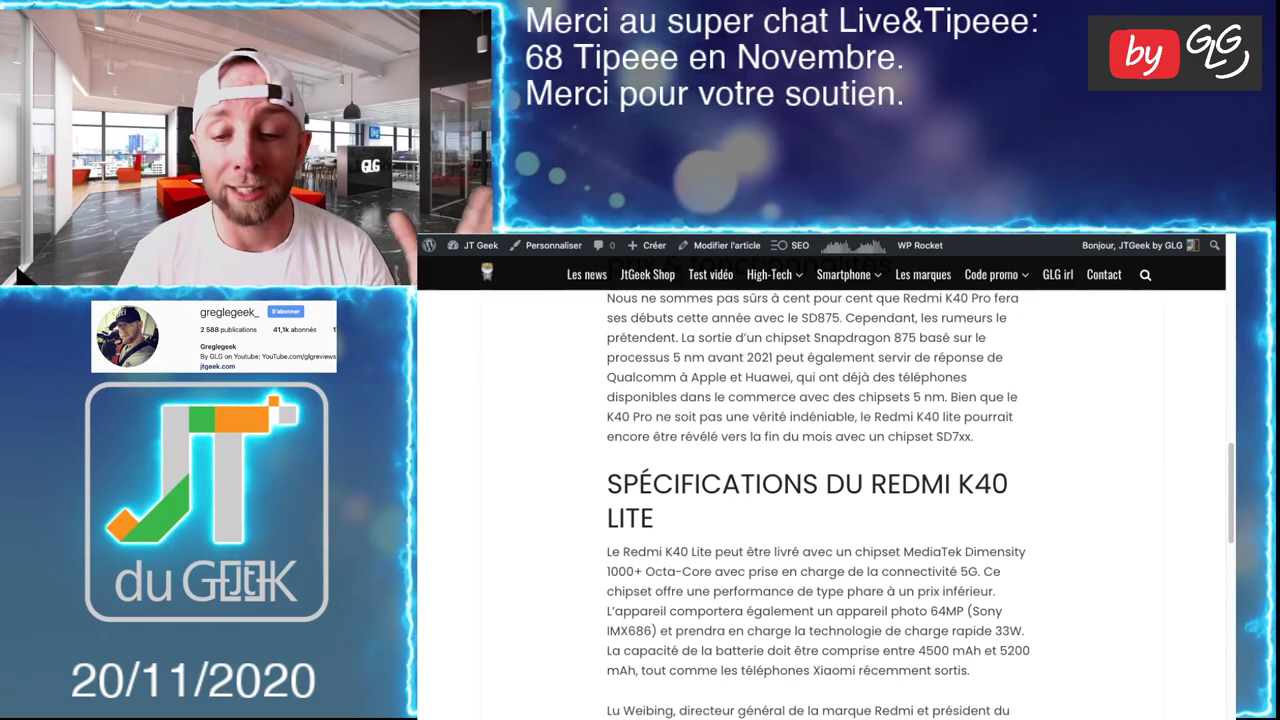 Merci au super chat Live&Tipeee:
68 Tipeee en Novembre.
Merci pour votre soutien.
by GLG
GLG
JT Geek Personnaliser 0 Créer Modifier l'article SEO WP Rocket Bonjour, JTGeek by GLG
Les news JtGeek Shop Test vidéo High-Tech Smartphone Les marques Code promo GLG irl Contact
Nous ne sommes pas sûrs à cent pour cent que Redmi K40 Pro fera
ses débuts cette année avec le SD875. Cependant, les rumeurs le
prétendent. La sortie d'un chipset Snapdragon 875 basé sur le
processus 5 nm avant 2021 peut également servir de réponse de
Qualcomm à Apple et Huawei, qui ont déjà des téléphones
disponibles dans le commerce avec des chipsets 5 nm. Bien que le
K40 Pro ne soit pas une vérité indéniable, le Redmi K40 lite pourrait
encore être révélé vers la fin du mois avec un chipset SD7xx.
SPÉCIFICATIONS DU REDMI K40
LITE
Le Redmi K40 Lite peut être livré avec un chipset MediaTek Dimensity
1000+ Octa-Core avec prise en charge de la connectivité 5G. Ce
chipset offre une performance de type phare à un prix inférieur.
L'appareil comportera également un appareil photo 64MP (Sony
IMX686) et prendra en charge la technologie de charge rapide 33W.
La capacité de la batterie doit être comprise entre 4500 mAh et 5200
mAh, tout comme les téléphones Xiaomi récemment sortis.
Lu Weibing, directeur général de la marque Redmi et président du
greglegeek_ S'abonner
2 588 publications 41,1k abonnés 1
Greglegeek
By GLG on Youtube: YouTube.com/glgreviews
jtgeek.com
JT
du GEEK
20/11/2020